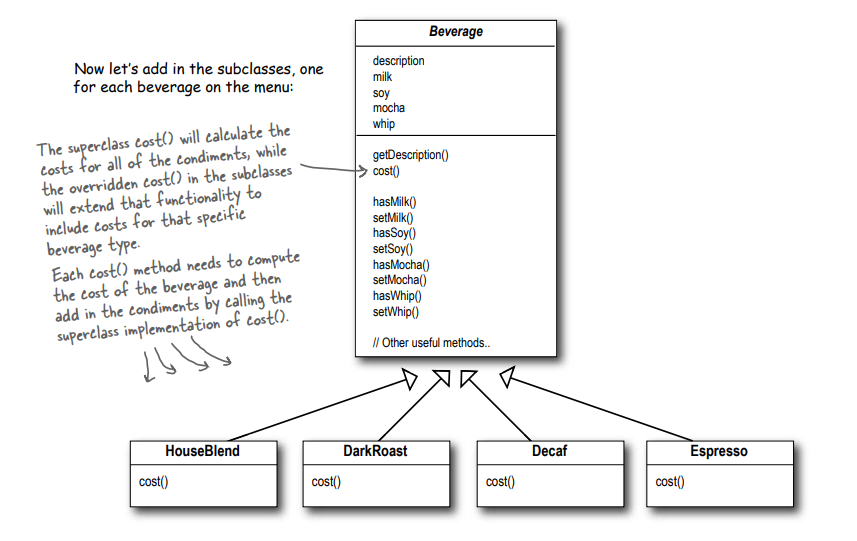 Beverage
Now let's add in the subclasses, one
for each beverage on the menu:
description
milk
soy
mocha
whip
The superclass cost() will calculate the
costs for all of the condiments, while
the overridden cost() in the subclasses
will extend that functionality to
include costs for that specific
beverage type.
Each cost() method needs to compute
the cost of the beverage and then
add in the condiments by calling the
superclass implementation of cost().
getDescription()
cost()
hasMilk()
setMilk()
hasSoy()
setSoy()
hasMocha()
setMocha()
hasWhip()
setWhip()
// Other useful methods..
HouseBlend
cost()
DarkRoast
cost()
Decaf
cost()
Espresso
cost()